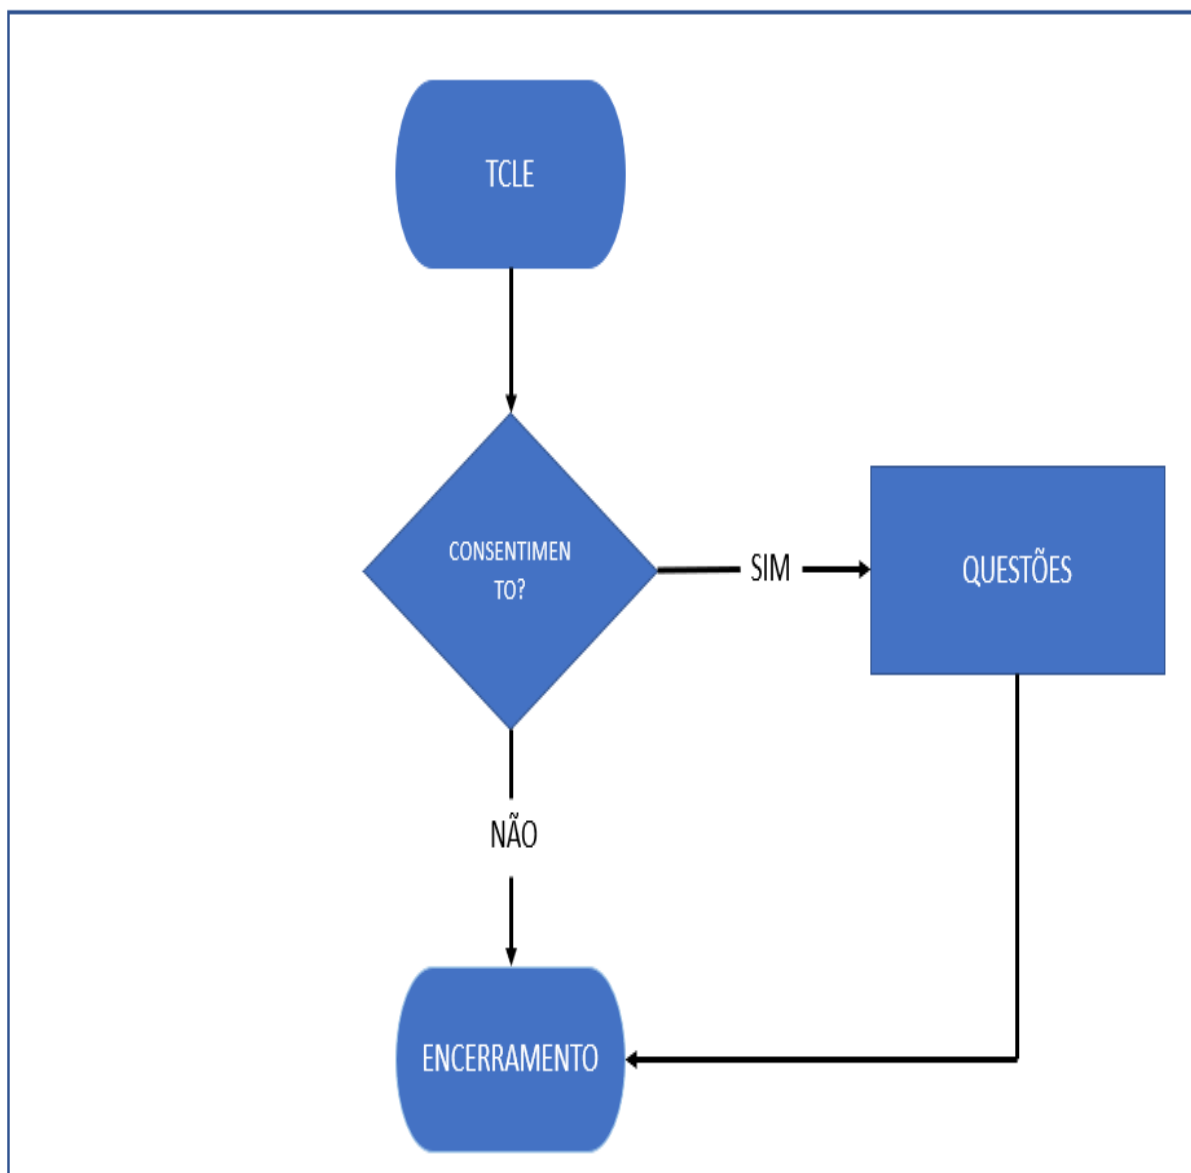 TCLE
CONSENTIMEN
TO?
SIM
QUESTÕES
NÃO
ENCERRAMENTO